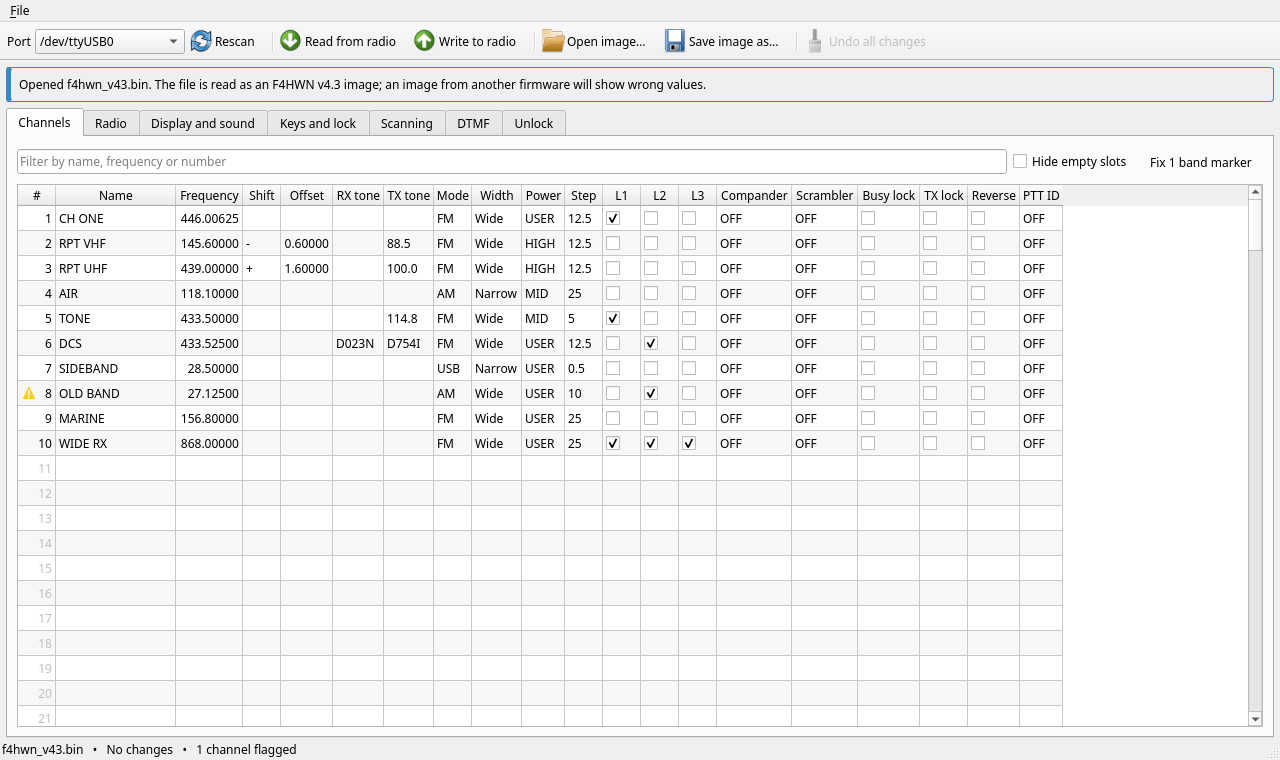 File
Port /dev/ttyUSB0 Rescan Read from radio Write to radio Open image... Save image as... Undo all changes
Opened f4hwn_v43.bin. The file is read as an F4HWN v4.3 image; an image from another firmware will show wrong values.
Channels Radio Display and sound Keys and lock Scanning DTMF Unlock
Filter by name, frequency or number Hide empty slots Fix 1 band marker
# Name Frequency Shift Offset RX tone TX tone Mode Width Power Step L1 L2 L3 Compander Scrambler Busy lock TX lock Reverse PTT ID
1 CH ONE 446.00625 FM Wide USER 12.5 OFF OFF OFF
2 RPT VHF 145.60000 - 0.60000 88.5 FM Wide HIGH 12.5 OFF OFF OFF
3 RPT UHF 439.00000 + 1.60000 100.0 FM Wide HIGH 12.5 OFF OFF OFF
4 AIR 118.10000 AM Narrow MID 25 OFF OFF OFF
5 TONE 433.50000 114.8 FM Wide MID 5 OFF OFF OFF
6 DCS 433.52500 D023N D754I FM Wide USER 12.5 OFF OFF OFF
7 SIDEBAND 28.50000 USB Narrow USER 0.5 OFF OFF OFF
8 OLD BAND 27.12500 AM Wide USER 10 OFF OFF OFF
9 MARINE 156.80000 FM Wide USER 25 OFF OFF OFF
10 WIDE RX 868.00000 FM Wide USER 25 OFF OFF OFF
11
12
13
14
15
16
17
18
19
20
21
f4hwn_v43.bin • No changes • 1 channel flagged